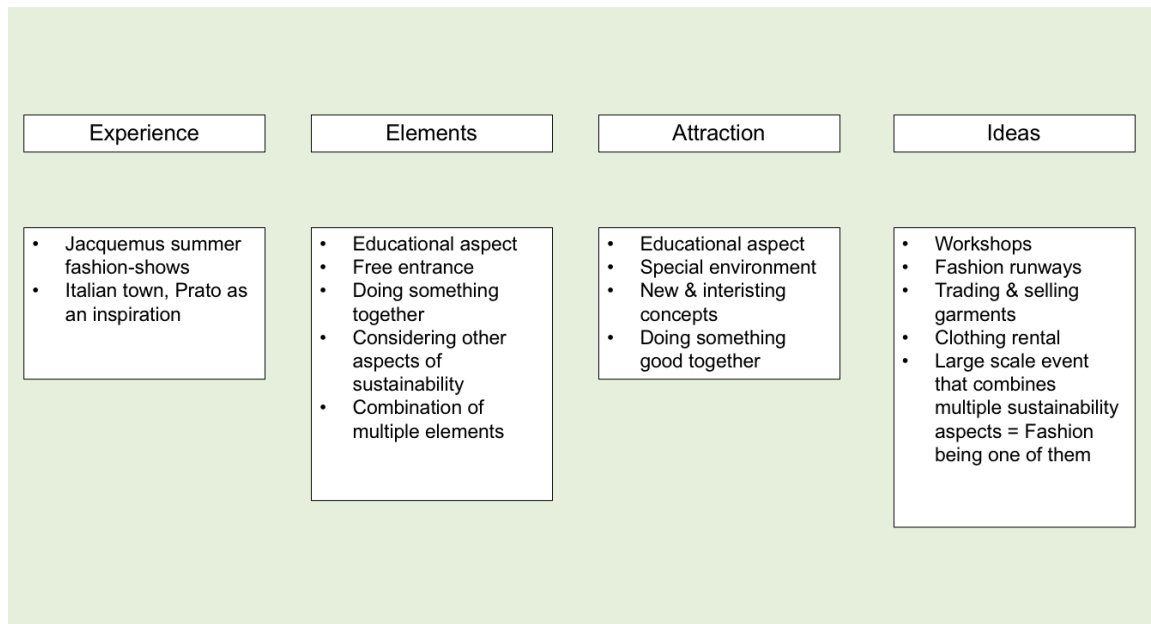 Experience
Elements
Attraction
Ideas
• Jacquemus summer
fashion-shows
• Italian town, Prato as
an inspiration
• Educational aspect
• Free entrance
• Doing something
together
• Considering other
aspects of
sustainability
• Combination of
multiple elements
• Educational aspect
• Special environment
• New & interisting
concepts
• Doing something
good together
• Workshops
• Fashion runways
• Trading & selling
garments
• Clothing rental
• Large scale event
that combines
multiple sustainability
aspects = Fashion
being one of them